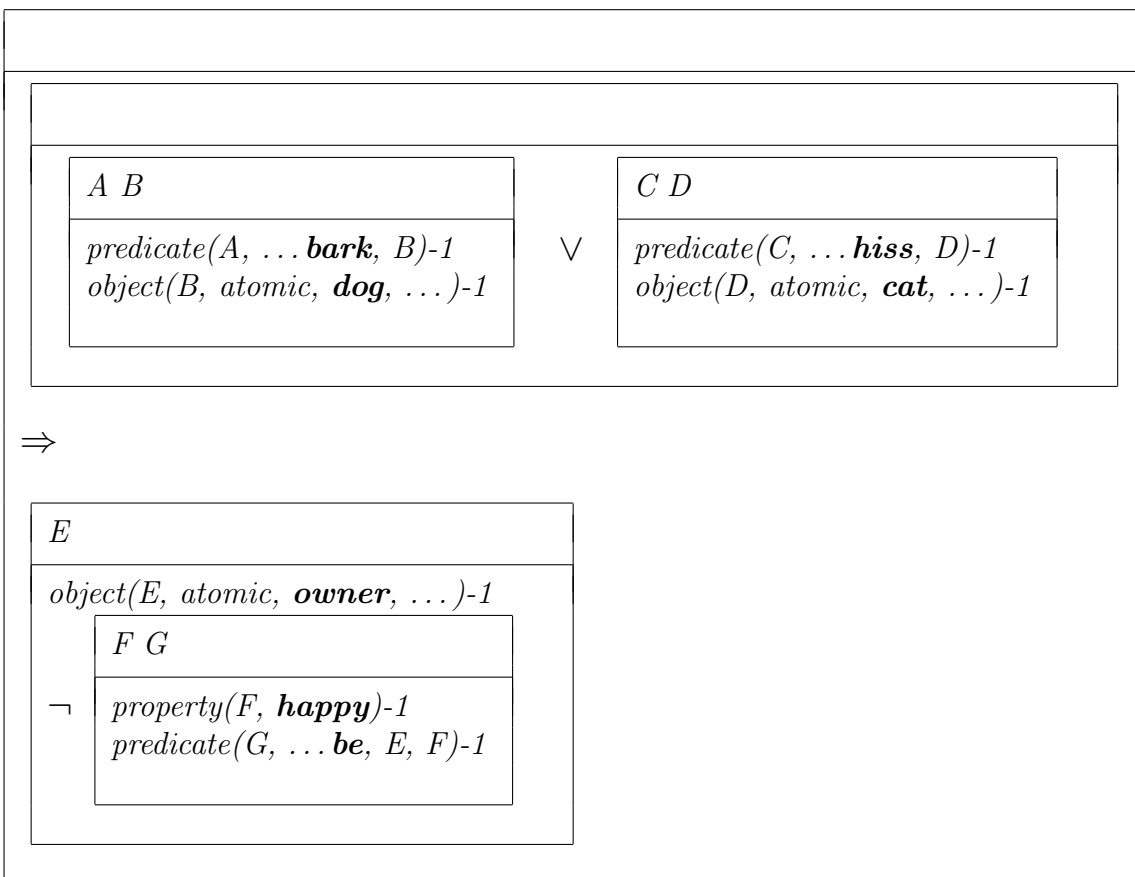 A B
C D
predicate(A, ... bark, B)-1
object(B, atomic, dog, ...)-1
∨
predicate(C, ... hiss, D)-1
object(D, atomic, cat, ...)-1
⇒
E
object(E, atomic, owner, ...)-1
F G
¬
property(F, happy)-1
predicate(G, ... be, E, F)-1